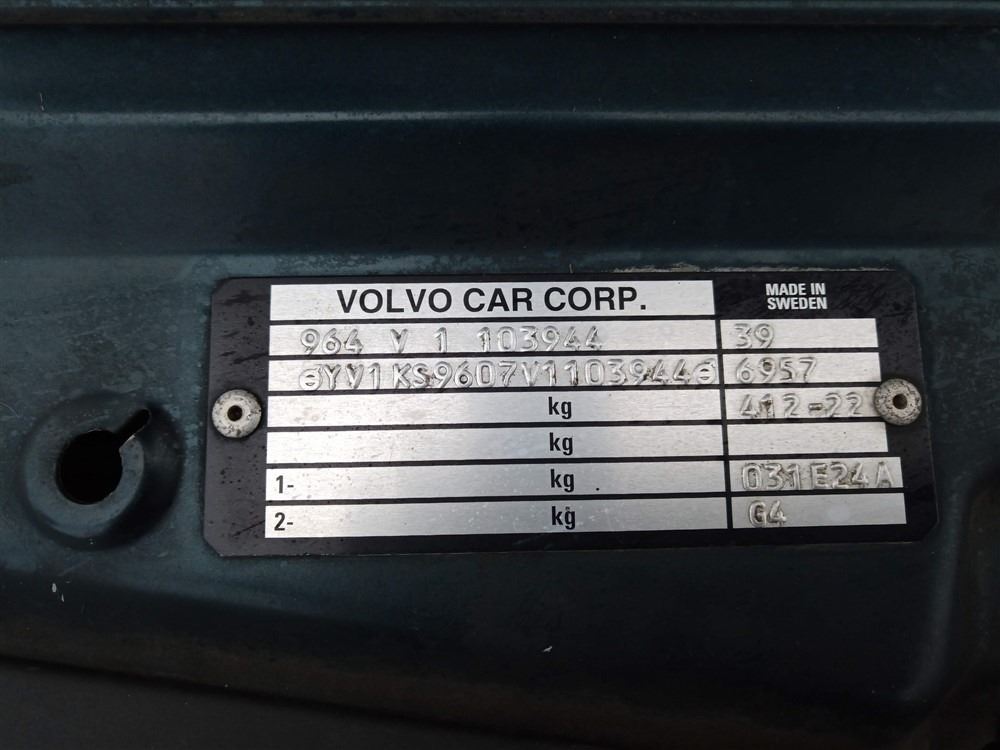 VOLVO CAR CORP. MADE IN
SWEDEN
964 V 1 103944 39
YV1KS9607V1103944 6957
kg 412-22
kg
1- kg 031E24A
2- kg G4